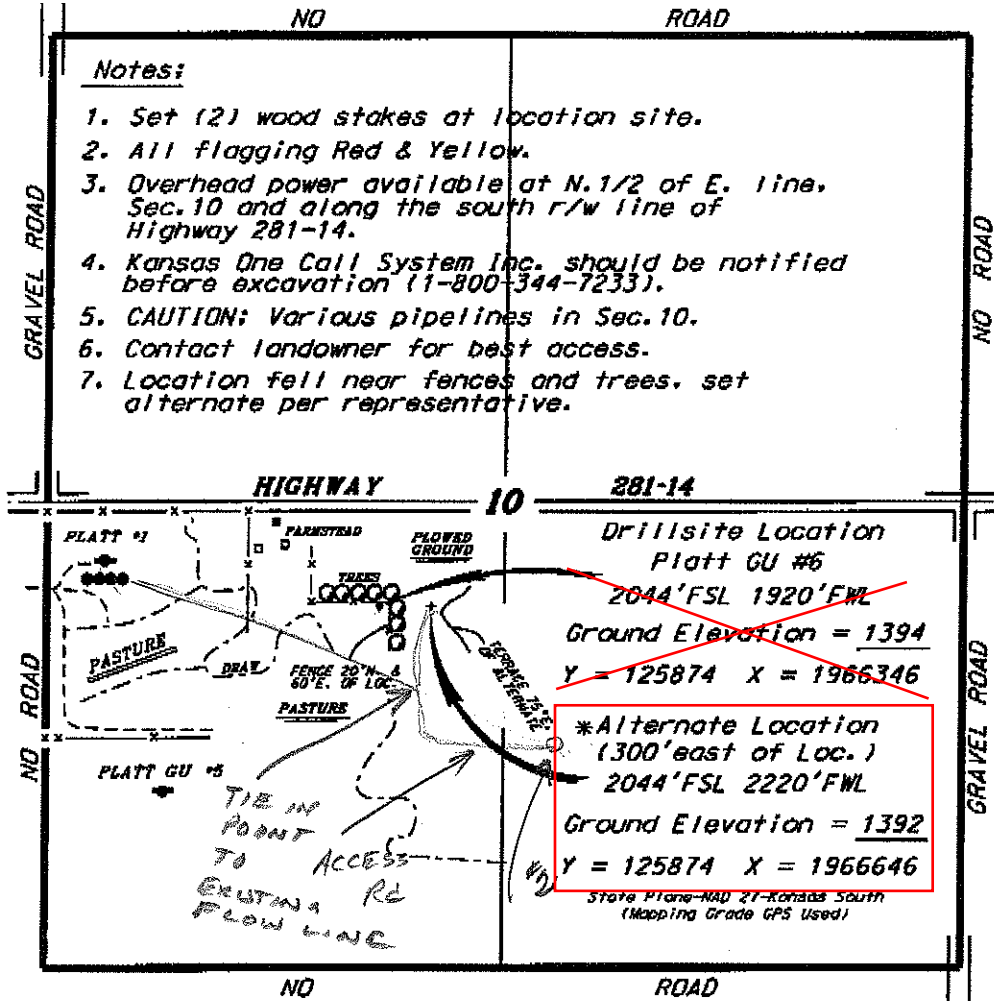 NO ROAD
Notes:
1. Set (2) wood stakes at location site.
2. All flagging Red & Yellow.
3. Overhead power available at N.1/2 of E. line,
Sec.10 and along the south r/w line of
Highway 281-14.
4. Kansas One Call System Inc. should be notified
before excavation (1-800-344-7233).
5. CAUTION: Various pipelines in Sec.10.
6. Contact landowner for best access.
7. Location fell near fences and trees, set
alternate per representative.
GRAVEL ROAD
NO ROAD
HIGHWAY 10 281-14
PLATT #1
FARMSTEAD
PLOWED
GROUND
TREES
PASTURE
DRAW
FENCE 20'N. &
60'E. OF LOC.
PASTURE
TERRACE 75'E.
OF ALTERNATE
NO ROAD
PLATT GU #5
TIE IN
POINT
TO
EXISTING
FLOW LINE
ACCESS
Rd
Drillsite Location
Platt GU #6
2044'FSL 1920'FWL
Ground Elevation = 1394
Y = 125874 X = 1966346
*Alternate Location
(300'east of Loc.)
2044'FSL 2220'FWL
Ground Elevation = 1392
Y = 125874 X = 1966646
State Plane-NAD 27-Kansas South
(Mapping Grade GPS Used)
GRAVEL ROAD
NO ROAD